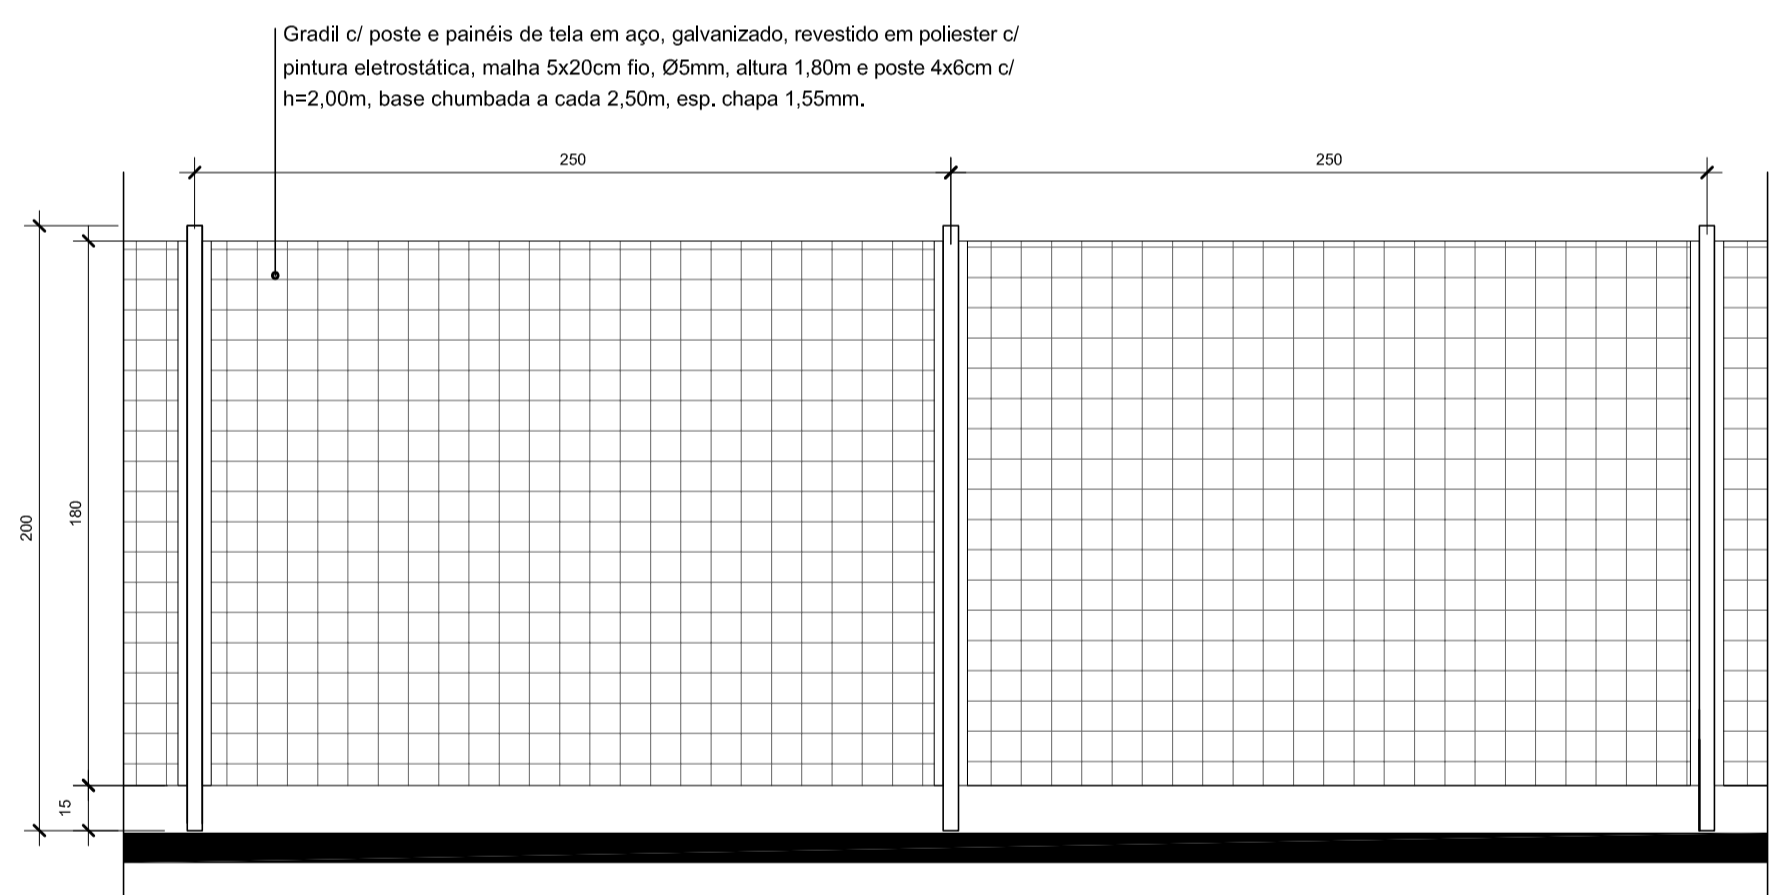 Gradil c/ poste e painéis de tela em aço, galvanizado, revestido em poliester c/
pintura eletrostática, malha 5x20cm fio, Ø5mm, altura 1,80m e poste 4x6cm c/
h=2,00m, base chumbada a cada 2,50m, esp. chapa 1,55mm.
250
250
200
180
15